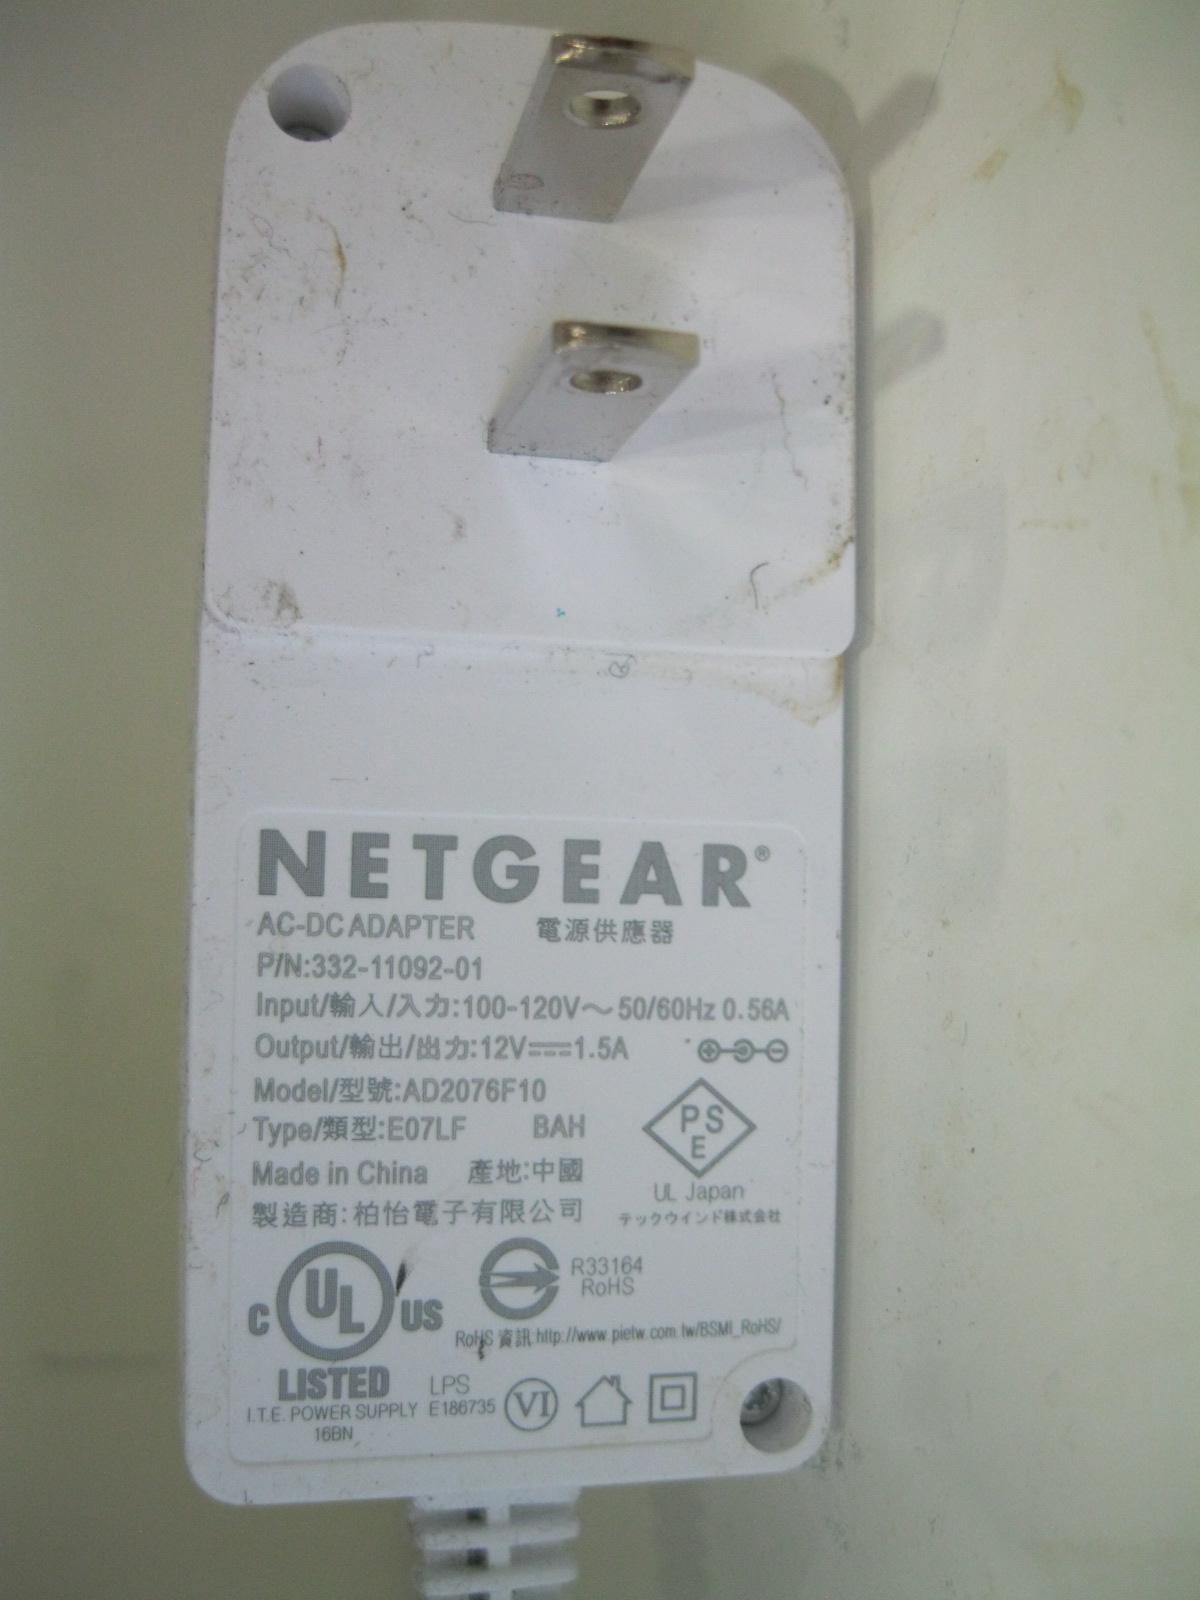 NETGEAR®
AC-DC ADAPTER 電源供應器
P/N:332-11092-01
Input/輸入/入力:100-120V～50/60Hz 0.56A
Output/輸出/出力:12V⎓1.5A
Model/型號:AD2076F10
Type/類型:E07LF BAH
PS
E
Made in China 產地:中國
UL Japan
製造商:柏怡電子有限公司
テックウインド株式会社
C UL US
LISTED
I.T.E. POWER SUPPLY
16BN
R33164
RoHS
RoHS 資訊:http://www.pietw.com.tw/BSMI_RoHS/
LPS
E186735
VI